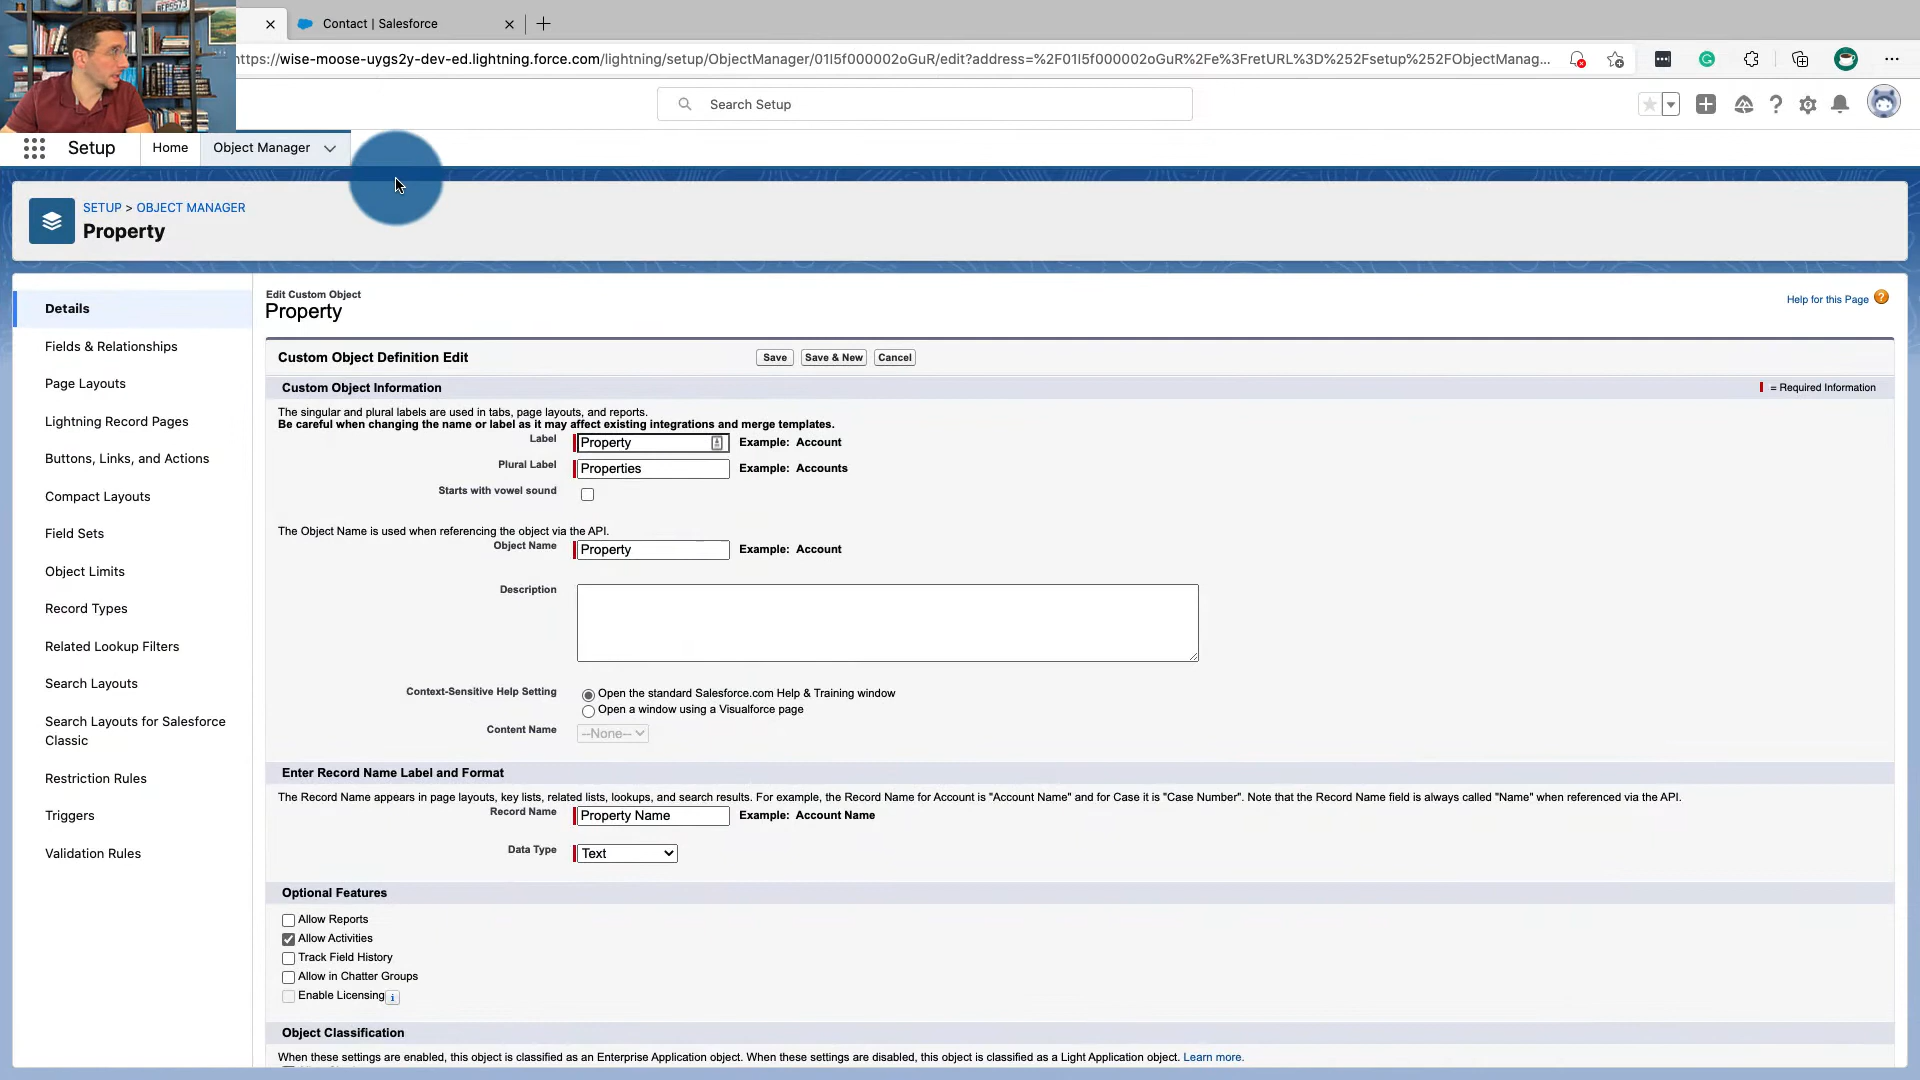 Contact | Salesforce
https://wise-moose-uygs2y-dev-ed.lightning.force.com/lightning/setup/ObjectManager/01I5f000002oGuR/edit?address=%2F01I5f000002oGuR%2Fe%3FretURL%3D%252Fsetup%252FObjectManag...
Search Setup
Setup
Home
Object Manager
SETUP > OBJECT MANAGER
Property
Details
Fields & Relationships
Page Layouts
Lightning Record Pages
Buttons, Links, and Actions
Compact Layouts
Field Sets
Object Limits
Record Types
Related Lookup Filters
Search Layouts
Search Layouts for Salesforce
Classic
Restriction Rules
Triggers
Validation Rules
Edit Custom Object
Property
Help for this Page ?
Custom Object Definition Edit
Save
Save & New
Cancel
Custom Object Information
= Required Information
The singular and plural labels are used in tabs, page layouts, and reports.
Be careful when changing the name or label as it may affect existing integrations and merge templates.
Label Property Example: Account
Plural Label Properties Example: Accounts
Starts with vowel sound
The Object Name is used when referencing the object via the API.
Object Name Property Example: Account
Description
Context-Sensitive Help Setting Open the standard Salesforce.com Help & Training window
Open a window using a Visualforce page
Content Name --None--
Enter Record Name Label and Format
The Record Name appears in page layouts, key lists, related lists, lookups, and search results. For example, the Record Name for Account is "Account Name" and for Case it is "Case Number". Note that the Record Name field is always called "Name" when referenced via the API.
Record Name Property Name Example: Account Name
Data Type Text
Optional Features
Allow Reports
Allow Activities
Track Field History
Allow in Chatter Groups
Enable Licensing i
Object Classification
When these settings are enabled, this object is classified as an Enterprise Application object. When these settings are disabled, this object is classified as a Light Application object. Learn more.